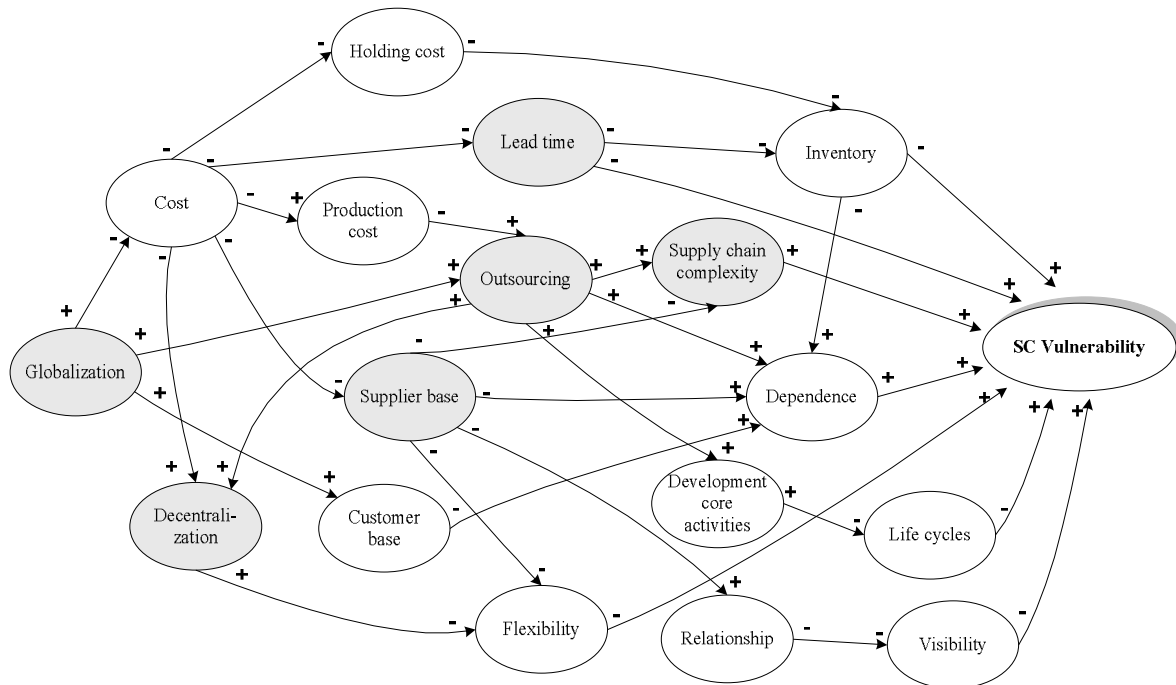 Holding cost
Lead time
Inventory
Cost
Production
cost
Supply chain
complexity
Outsourcing
SC Vulnerability
Globalization
Supplier base
Dependence
Development
core
activities
Decentrali-
zation
Customer
base
Life cycles
Flexibility
Relationship
Visibility